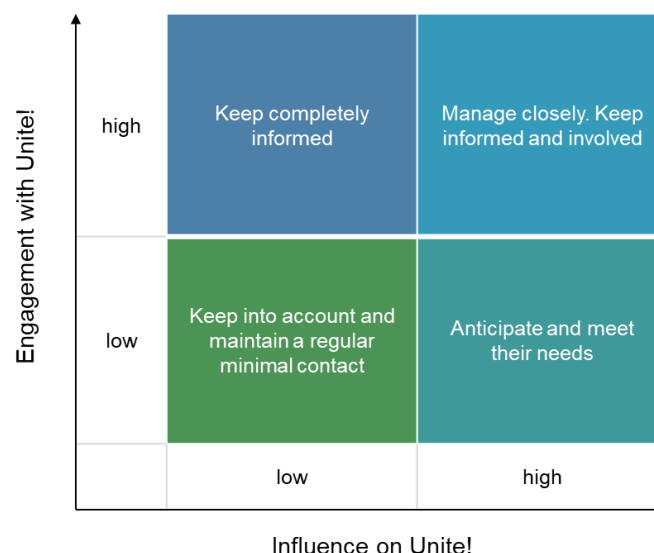 Engagement with Unite!
high
Keep completely
informed
Manage closely. Keep
informed and involved
low
Keep into account and
maintain a regular
minimal contact
Anticipate and meet
their needs
low
high
Influence on Unite!